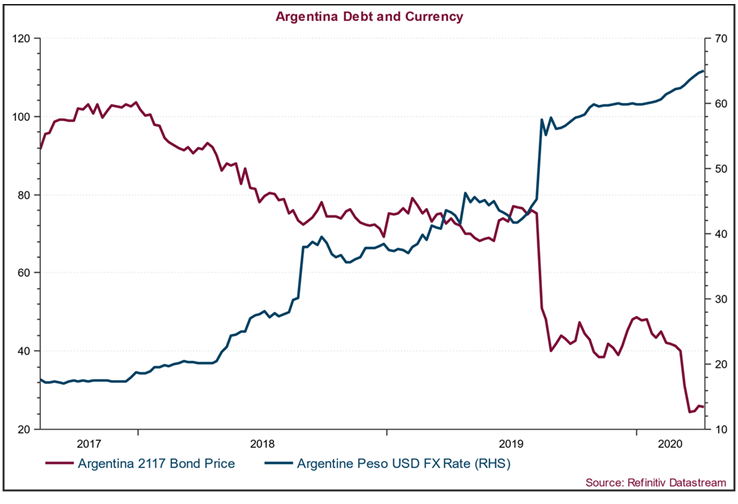 Argentina Debt and Currency
120 70
100 60
50
80
40
60
30
40 20
20 10
2017 2018 2019 2020
Argentina 2117 Bond Price Argentine Peso USD FX Rate (RHS)
Source: Refinitiv Datastream